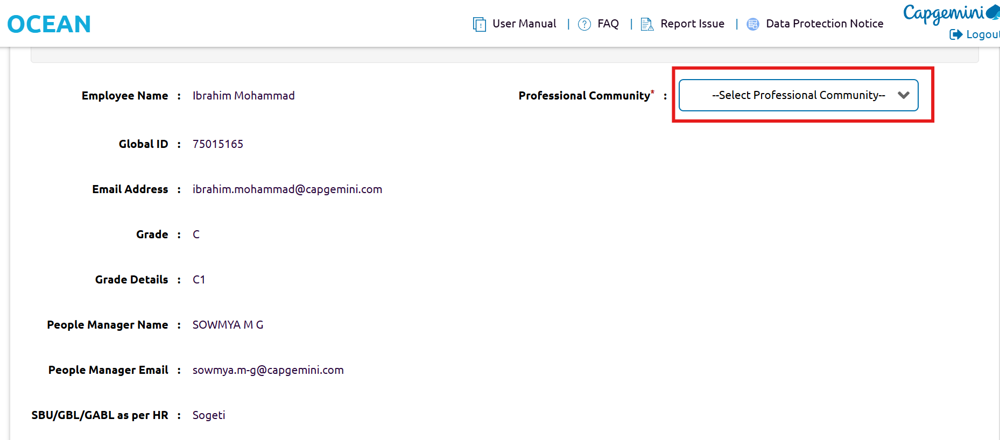 OCEAN
User Manual | FAQ | Report Issue | Data Protection Notice
Capgemini
Logout
Employee Name : Ibrahim Mohammad
Professional Community* : --Select Professional Community--
Global ID : 75015165
Email Address : ibrahim.mohammad@capgemini.com
Grade : C
Grade Details : C1
People Manager Name : SOWMYA M G
People Manager Email : sowmya.m-g@capgemini.com
SBU/GBL/GABL as per HR : Sogeti